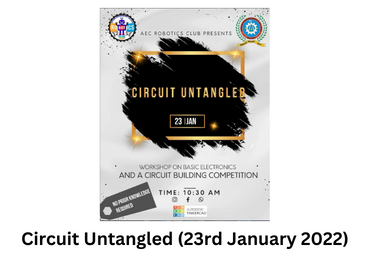 AEC ROBOTICS CLUB PRESENTS
CIRCUIT UNTANGLED
23 JAN
WORKSHOP ON BASIC ELECTRONICS
AND A CIRCUIT BUILDING COMPETITION
TIME: 10:30 AM
NO PRIOR KNOWLEDGE
REQUIRED
AUTODESK
TINKERCAD
Circuit Untangled (23rd January 2022)